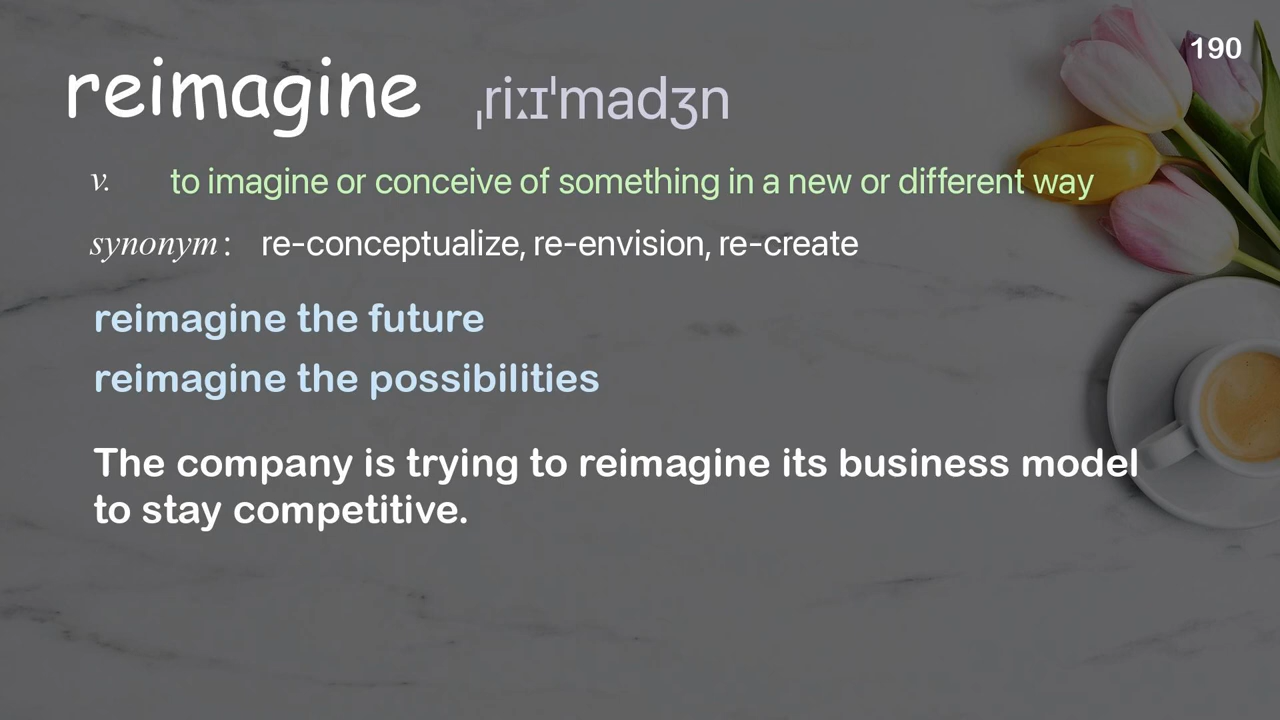 190
reimagine ˌriːɪˈmadʒn
v. to imagine or conceive of something in a new or different way
synonym: re-conceptualize, re-envision, re-create
reimagine the future
reimagine the possibilities
The company is trying to reimagine its business model
to stay competitive.